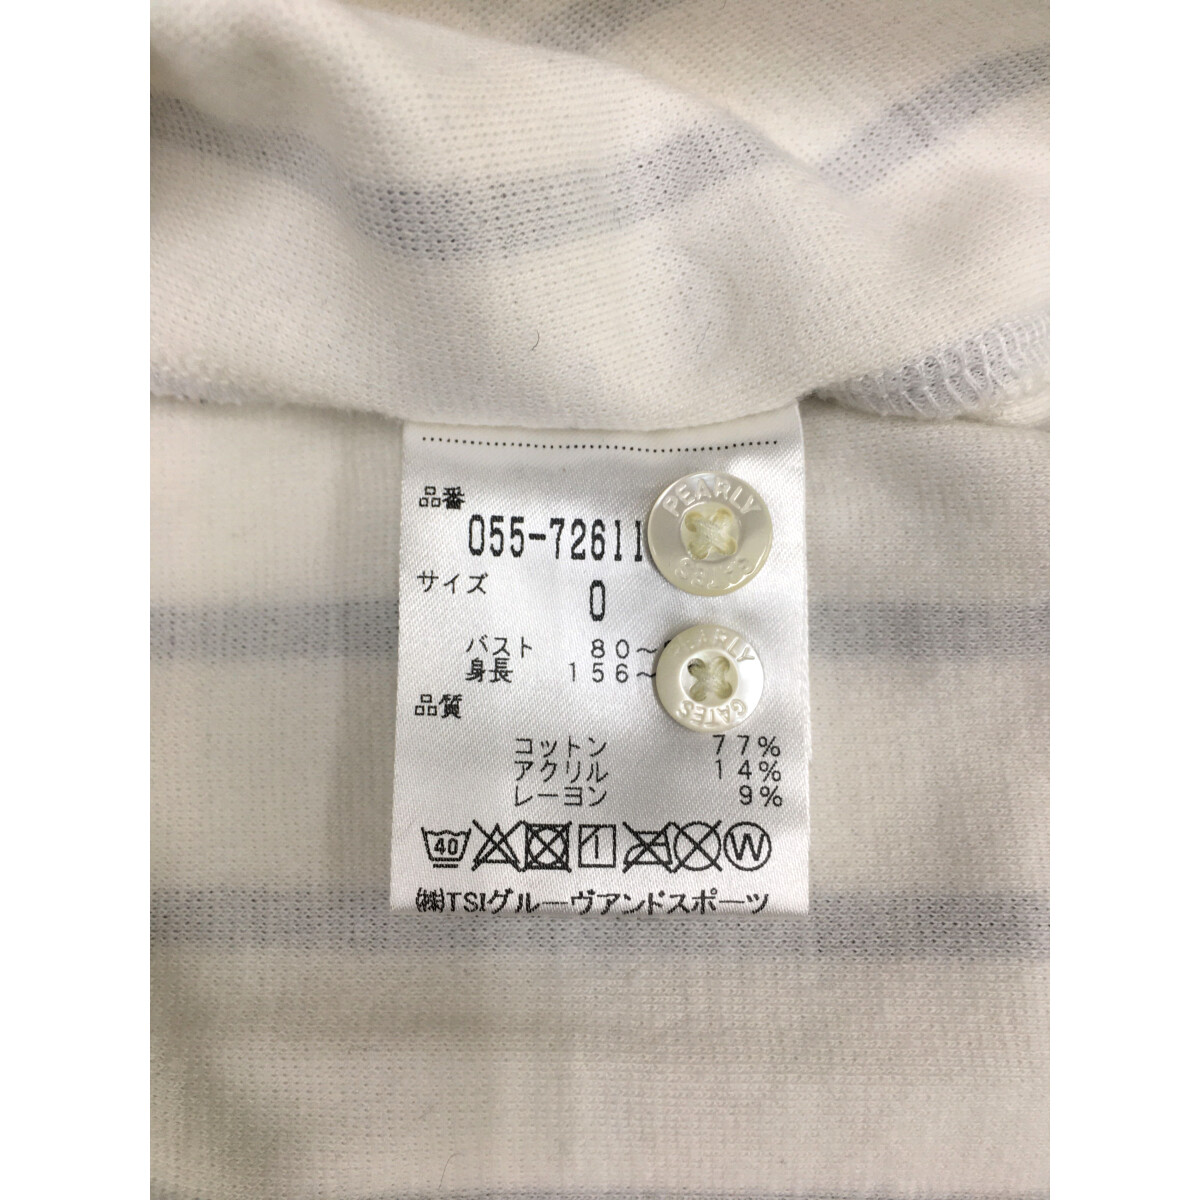 品番
055-72611
PEARLY
GATES
サイズ
0
バスト 80~
身長 156~
PEARLY
GATES
品質
コットン 77%
アクリル 14%
レーヨン 9%
40
W
㈱TSIグルーヴアンドスポーツ